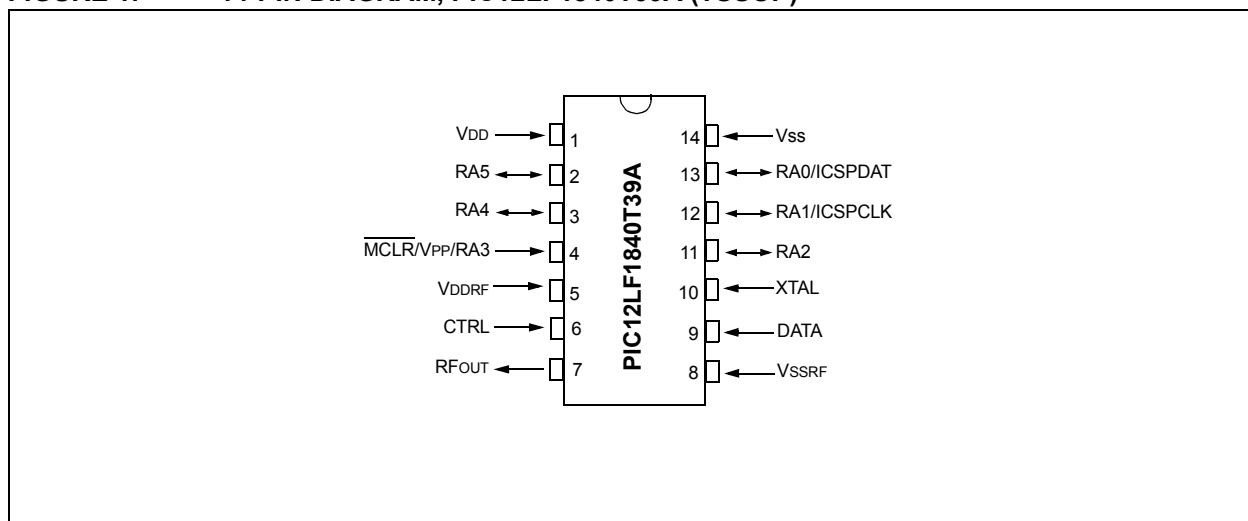 VDD 1 14 Vss
RA5 2 13 RA0/ICSPDAT
RA4 3 12 RA1/ICSPCLK
MCLR/VPP/RA3 4 11 RA2
VDDRF 5 10 XTAL
CTRL 6 9 DATA
RFOUT 7 8 VSSRF
PIC12LF1840T39A